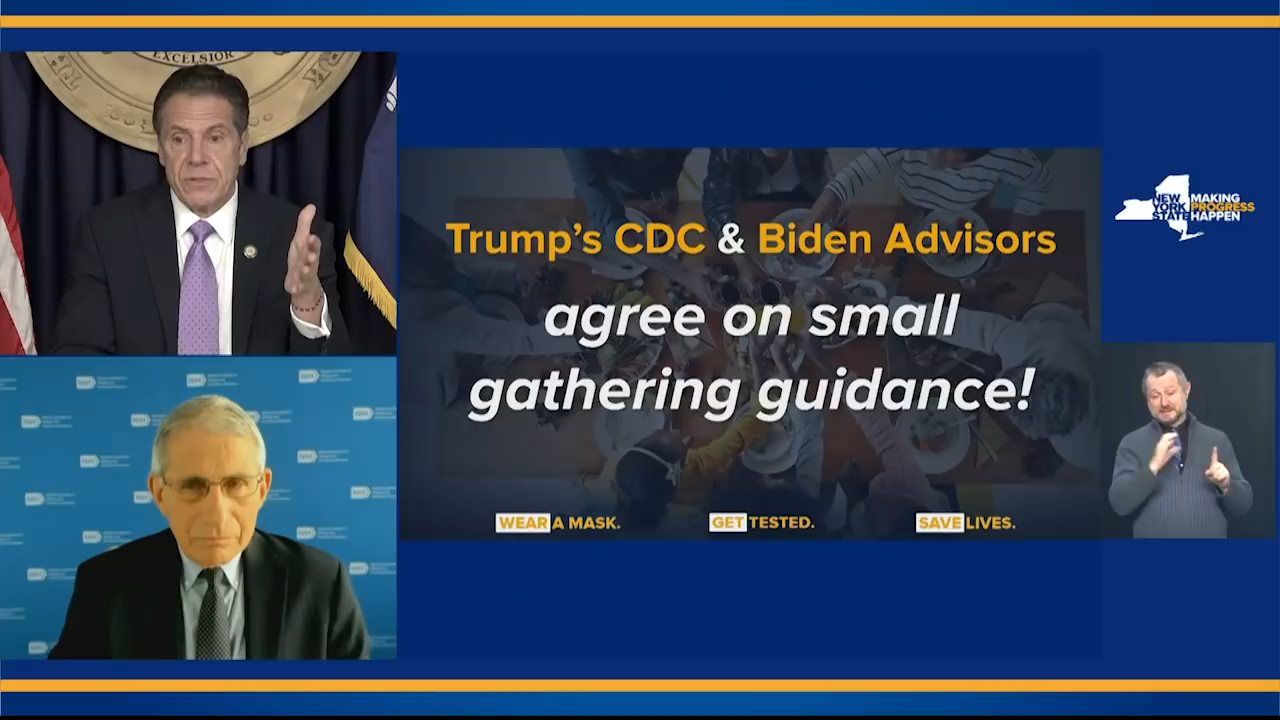 EXCELSIOR
Trump's CDC & Biden Advisors
agree on small
gathering guidance!
WEAR A MASK.
GET TESTED.
SAVE LIVES.
NEW
YORK
STATE
MAKING
PROGRESS
HAPPEN
NIH